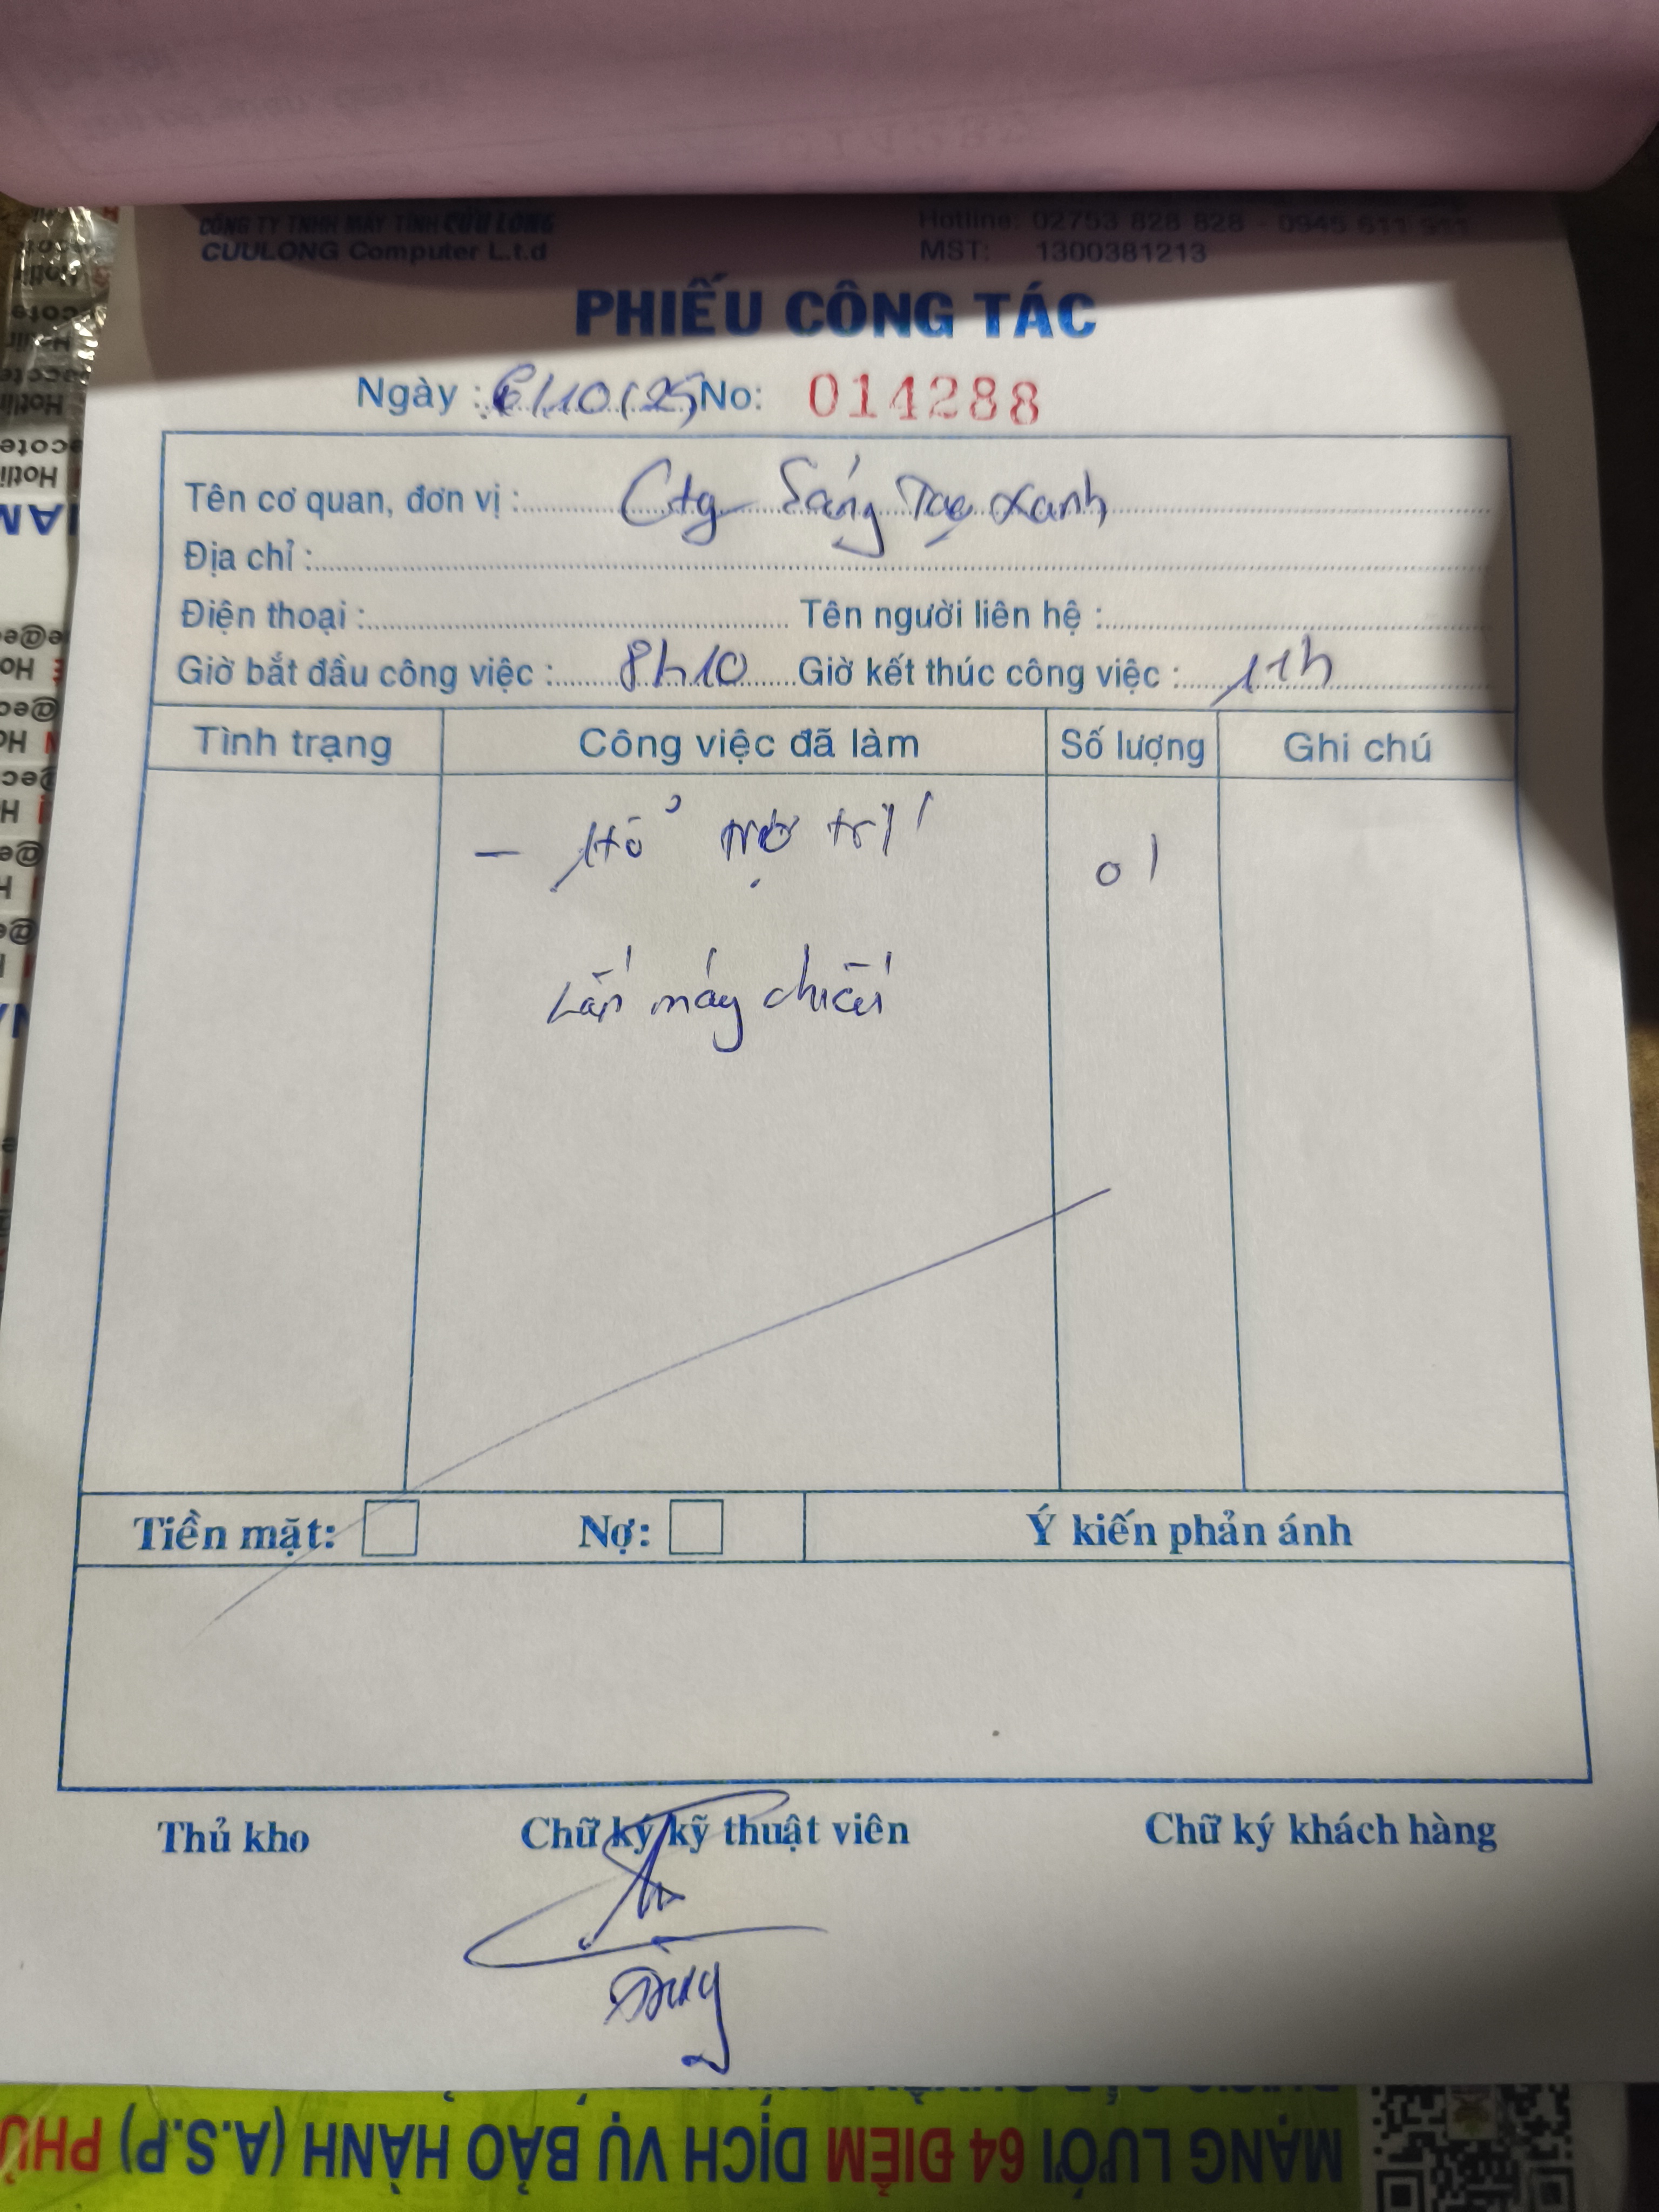 CÔNG TY TNHH MÁY TÍNH CỬU LONG
CUULONG Computer L.t.d
Hotline: 02753 828 828 - 0945 611 911
MST: 1300381213
PHIẾU CÔNG TÁC
Ngày : 6/10/25 No: 014288
Tên cơ quan, đơn vị : Cty Sáng Tạo Xanh
Địa chỉ :
Điện thoại : Tên người liên hệ :
Giờ bắt đầu công việc : 8h10 Giờ kết thúc công việc : 11h
Tình trạng Công việc đã làm Số lượng Ghi chú
- Hổ trợ trị 01
Lắp máy chiếu
Tiền mặt: Nợ: Ý kiến phản ánh
Thủ kho Chữ ký kỹ thuật viên Chữ ký khách hàng
MẠNG LƯỚI 64 ĐIỂM DỊCH VỤ BẢO HÀNH (A.S.P)